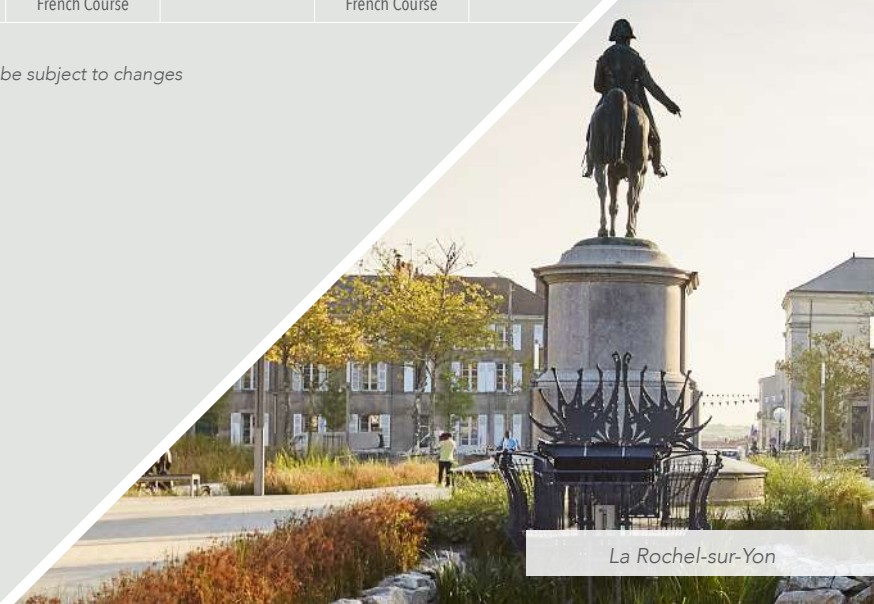 French Course French Course
be subject to changes
La Rochel-sur-Yon